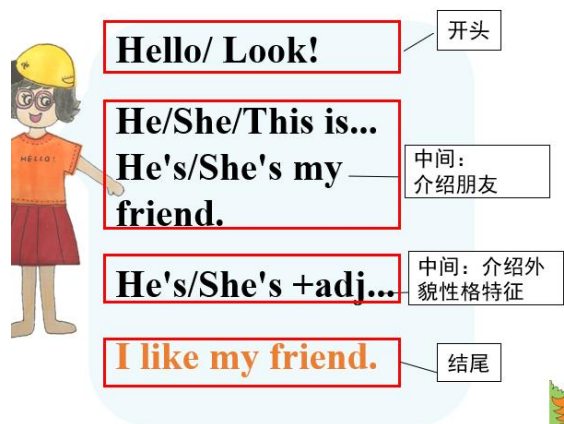 Hello/ Look!
开头
HELLO!
He/She/This is...
He's/She's my
friend.
中间：
介绍朋友
He's/She's +adj...
中间：介绍外
貌性格特征
I like my friend.
结尾